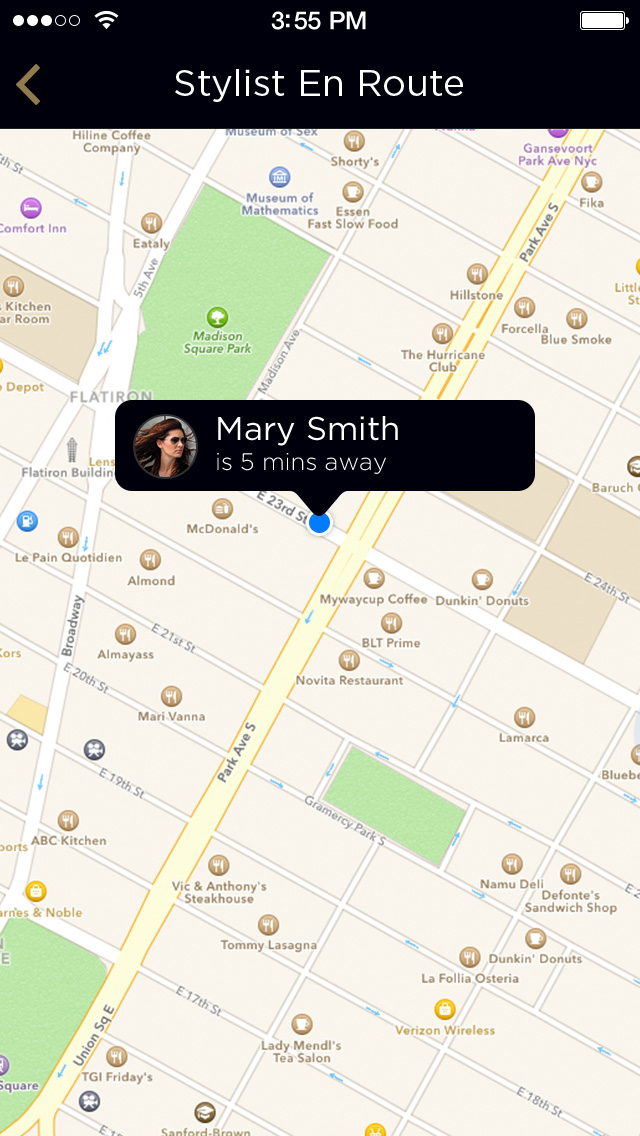 3:55 PM
Stylist En Route
Hiline Coffee
Company
Museum of Sex
Shorty's
Gansevoort
Park Ave Nyc
Museum of
Mathematics
Essen
Fast Slow Food
Fika
Comfort Inn
Eataly
5th Ave
Park Ave S
Hillstone
Kitchen
ar Room
Madison
Square Park
Madison Ave
Forcella
Blue Smoke
The Hurricane
Club
Depot
FLATIRON
Mary Smith
is 5 mins away
Flatiron Buildin
Lens
Baruch
E 23rd St
McDonald's
Le Pain Quotidien
Almond
Mywaycup Coffee
Dunkin' Donuts
E 24th St
Broadway
Almayass
E 21st St
BLT Prime
Novita Restaurant
Kors
E 20th St
Mari Vanna
Lamarca
Park Ave S
E 19th St
Gramercy Park S
Bluebe
ABC Kitchen
ports
Vic & Anthony's
Steakhouse
Namu Deli
Defonte's
Sandwich Shop
arnes & Noble
Tommy Lasagna
Dunkin' Donuts
La Follia Osteria
E 17th St
Union Sq E
Verizon Wireless
Lady Mendl's
Tea Salon
TGI Friday's
Square
E 18th St
Sanford-Brown